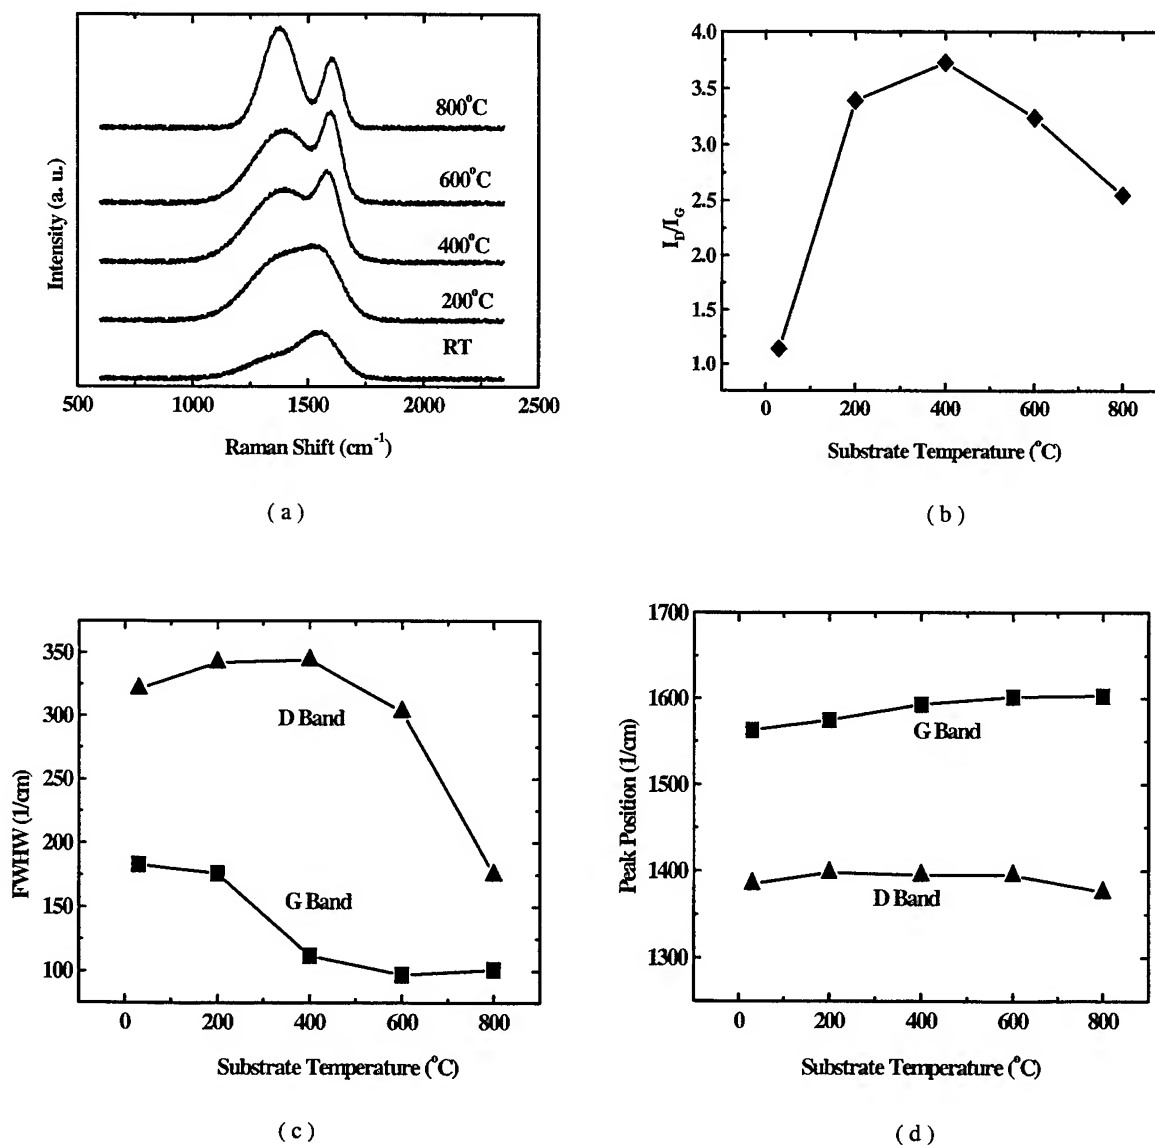 ( a )
800°C
600°C
400°C
200°C
RT
Intensity (a. u.)
500 1000 1500 2000 2500
Raman Shift (cm⁻¹)
( b )
4.0
3.5
3.0
2.5
2.0
1.5
1.0
I_D/I_G
0 200 400 600 800
Substrate Temperature (°C)
350
300
250
200
150
100
FWHW (1/cm)
D Band
G Band
0 200 400 600 800
Substrate Temperature (°C)
( c )
1700
1600
1500
1400
1300
Peak Position (1/cm)
G Band
D Band
0 200 400 600 800
Substrate Temperature (°C)
( d )